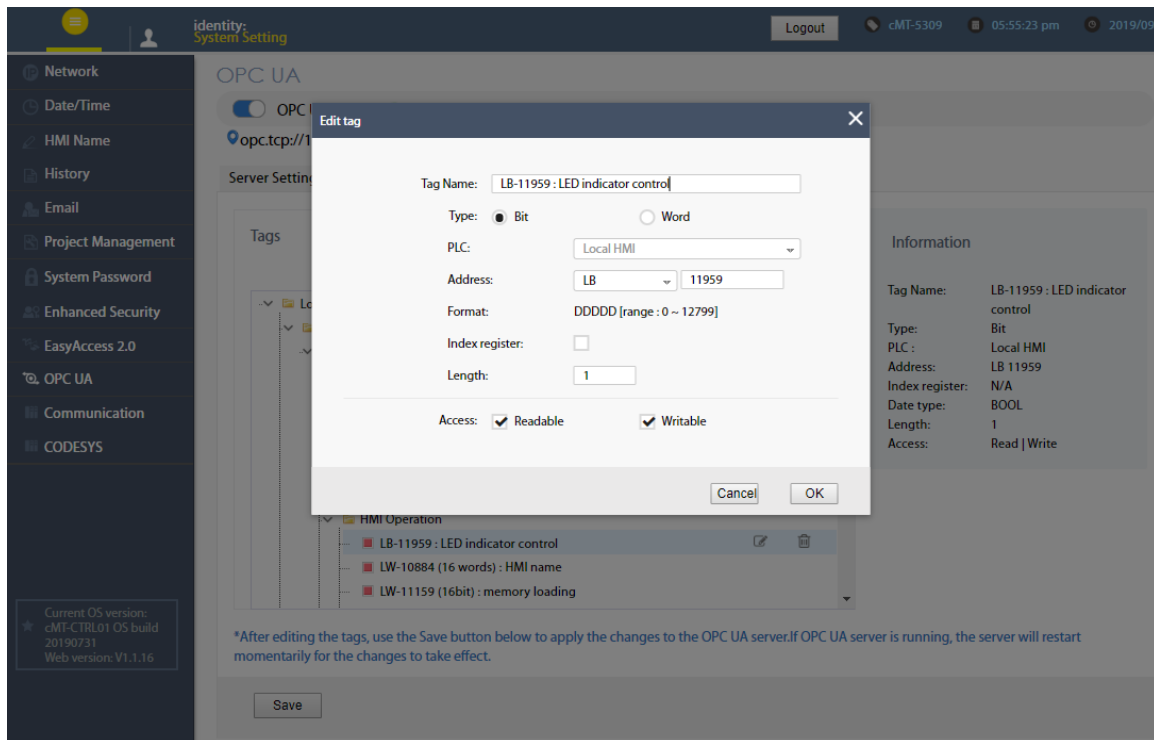 identity:
System Setting
Logout
cMT-5309
05:55:23 pm
2019/09
Network
Date/Time
HMI Name
History
Email
Project Management
System Password
Enhanced Security
EasyAccess 2.0
OPC UA
Communication
CODESYS
Current OS version:
cMT-CTRL01 OS build
20190731
Web version: V1.1.16
OPC UA
OPC
opc.tcp://1
Server Setting
Tags
Edit tag
Tag Name: LB-11959 : LED indicator control
Type: Bit Word
PLC: Local HMI
Address: LB 11959
Format: DDDDD [range : 0 ~ 12799]
Index register:
Length: 1
Access: Readable Writable
Cancel OK
Information
Tag Name: LB-11959 : LED indicator
control
Type: Bit
PLC : Local HMI
Address: LB 11959
Index register: N/A
Date type: BOOL
Length: 1
Access: Read | Write
HMI Operation
LB-11959 : LED indicator control
LW-10884 (16 words) : HMI name
LW-11159 (16bit) : memory loading
*After editing the tags, use the Save button below to apply the changes to the OPC UA server.If OPC UA server is running, the server will restart
momentarily for the changes to take effect.
Save